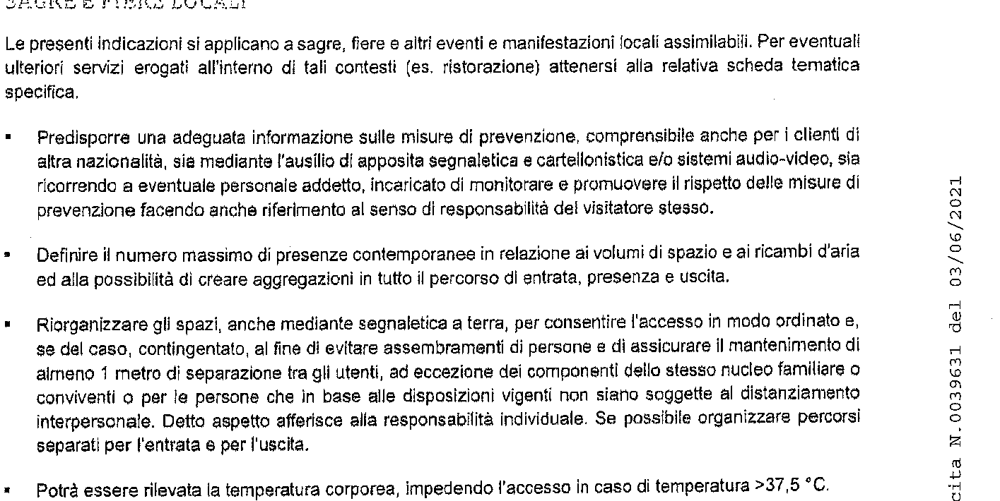 SAGRE E FIERE LOCALI
Le presenti indicazioni si applicano a sagre, fiere e altri eventi e manifestazioni locali assimilabili. Per eventuali
ulteriori servizi erogati all'interno di tali contesti (es. ristorazione) attenersi alla relativa scheda tematica
specifica.
▪ Predisporre una adeguata informazione sulle misure di prevenzione, comprensibile anche per i clienti di
altra nazionalità, sia mediante l'ausilio di apposita segnaletica e cartellonistica e/o sistemi audio-video, sia
ricorrendo a eventuale personale addetto, incaricato di monitorare e promuovere il rispetto delle misure di
prevenzione facendo anche riferimento al senso di responsabilità del visitatore stesso.
▪ Definire il numero massimo di presenze contemporanee in relazione ai volumi di spazio e ai ricambi d'aria
ed alla possibilità di creare aggregazioni in tutto il percorso di entrata, presenza e uscita.
▪ Riorganizzare gli spazi, anche mediante segnaletica a terra, per consentire l'accesso in modo ordinato e,
se del caso, contingentato, al fine di evitare assembramenti di persone e di assicurare il mantenimento di
almeno 1 metro di separazione tra gli utenti, ad eccezione dei componenti dello stesso nucleo familiare o
conviventi o per le persone che in base alle disposizioni vigenti non siano soggette al distanziamento
interpersonale. Detto aspetto afferisce alla responsabilità individuale. Se possibile organizzare percorsi
separati per l'entrata e per l'uscita.
▪ Potrà essere rilevata la temperatura corporea, impedendo l'accesso in caso di temperatura >37,5 °C.
cita N.0039631 del 03/06/2021